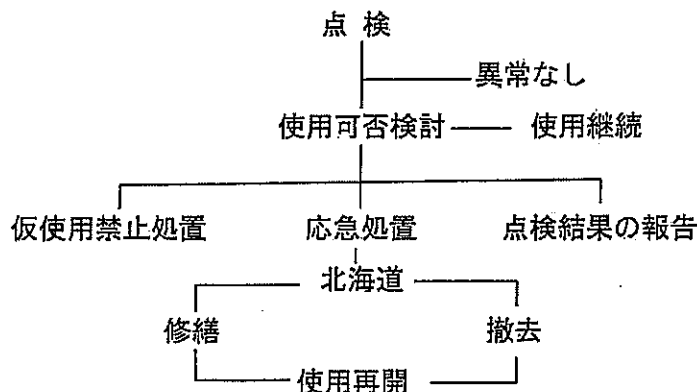 点 検
異常なし
使用可否検討 使用継続
仮使用禁止処置 応急処置 点検結果の報告
北海道
修繕 撤去
使用再開